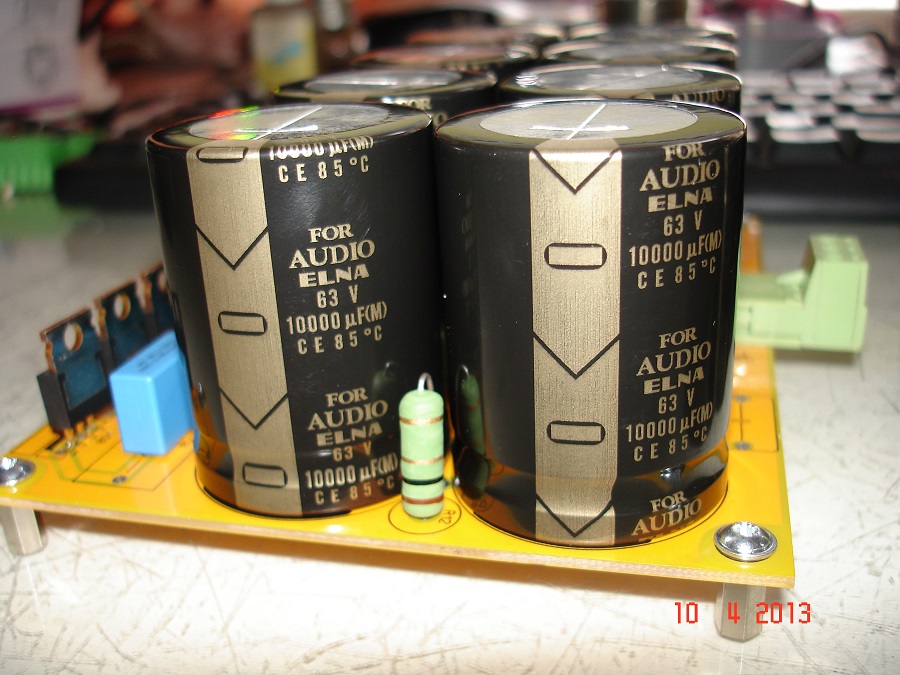 10000 µF(M)
CE 85°C
FOR
AUDIO
ELNA
63 V
10000 µF(M)
CE 85°C
FOR
AUDIO
ELNA
63 V
10000 µF(M)
CE 85°C
FOR
AUDIO
ELNA
63 V
10000 µF(M)
CE 85°C
FOR
AUDIO
ELNA
63 V
10000 µF(M)
CE 85°C
FOR
AUDIO
FOR
R2
10 4 2013